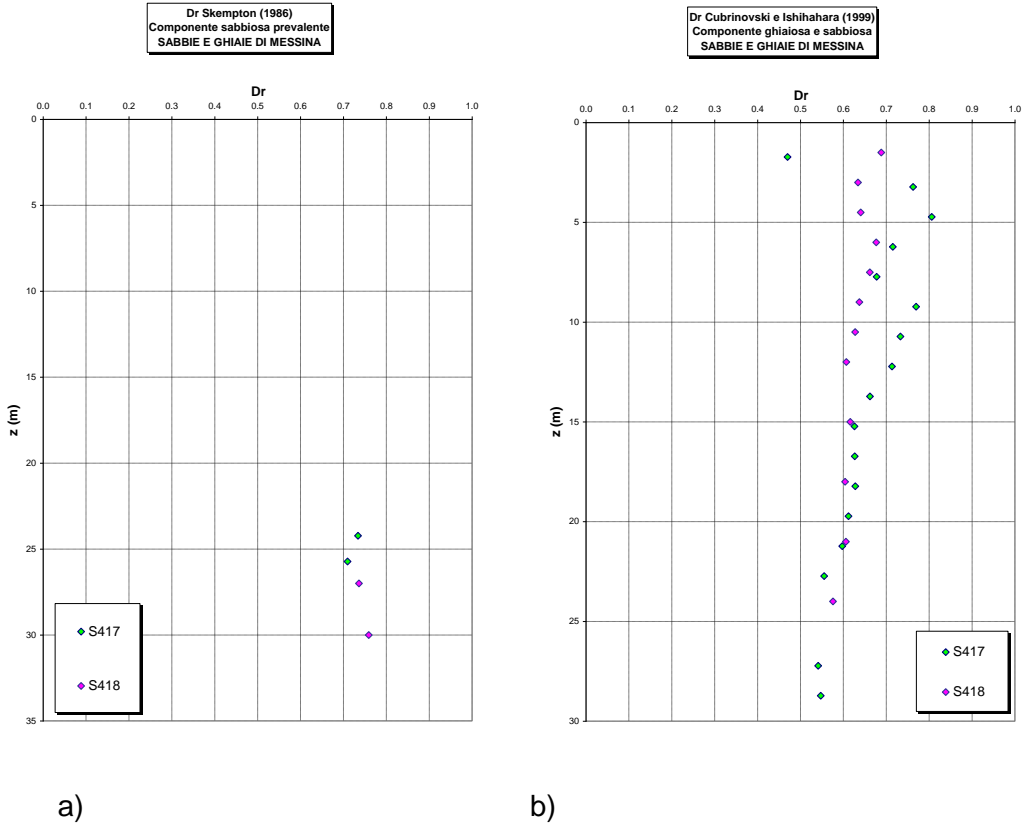 Dr Skempton (1986)
Componente sabbiosa prevalente
SABBIE E GHIAIE DI MESSINA
Dr
0.0 0.1 0.2 0.3 0.4 0.5 0.6 0.7 0.8 0.9 1.0
0
5
10
15
20
25
30
35
z (m)
S417
S418
a)
Dr Cubrinovski e Ishihahara (1999)
Componente ghiaiosa e sabbiosa
SABBIE E GHIAIE DI MESSINA
Dr
0.0 0.1 0.2 0.3 0.4 0.5 0.6 0.7 0.8 0.9 1.0
0
5
10
15
20
25
30
z (m)
S417
S418
b)